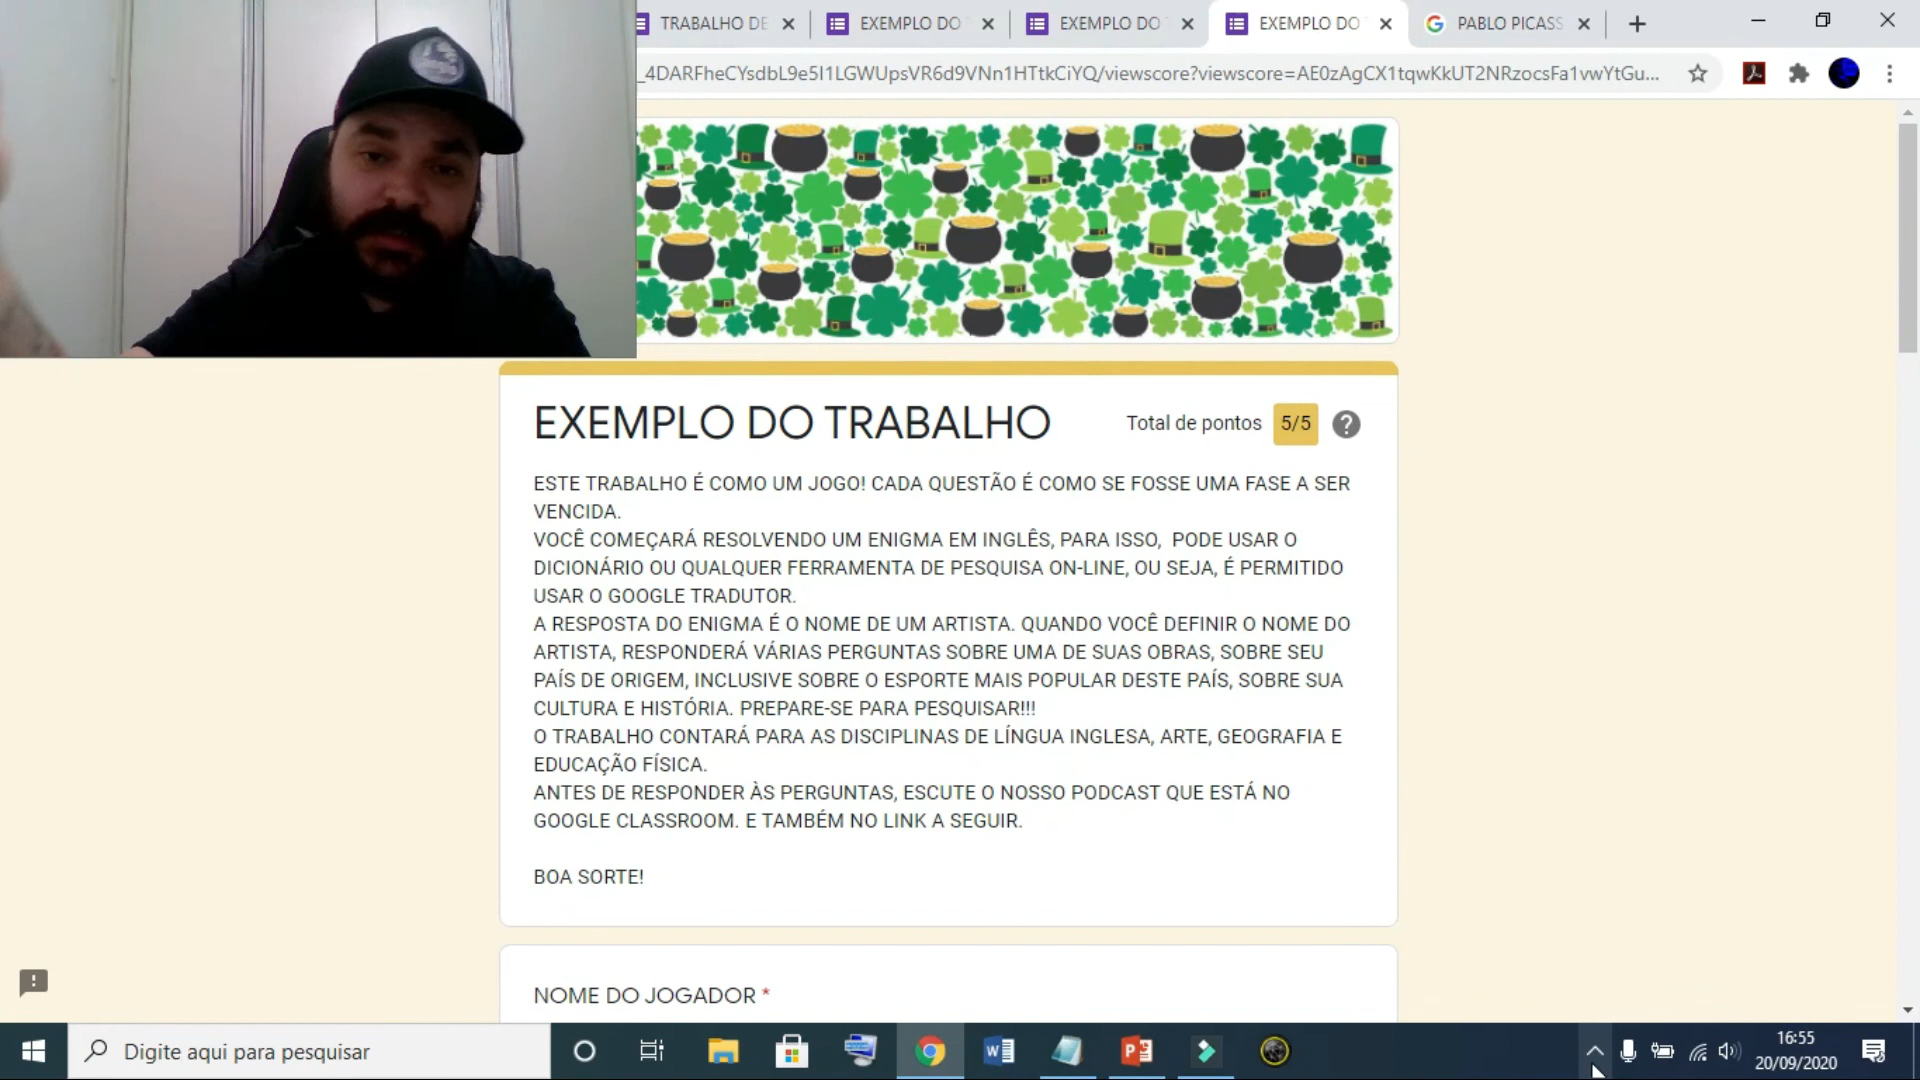 TRABALHO DE
EXEMPLO DO
EXEMPLO DO
EXEMPLO DO
PABLO PICASS
_4DARFheCYsdbL9e5I1LGWUpsVR6d9VNn1HTtkCiYQ/viewscore?viewscore=AE0zAgCX1tqwKkUT2NRzocsFa1vwYtGu...
EXEMPLO DO TRABALHO
Total de pontos 5/5
ESTE TRABALHO É COMO UM JOGO! CADA QUESTÃO É COMO SE FOSSE UMA FASE A SER
VENCIDA.
VOCÊ COMEÇARÁ RESOLVENDO UM ENIGMA EM INGLÊS, PARA ISSO, PODE USAR O
DICIONÁRIO OU QUALQUER FERRAMENTA DE PESQUISA ON-LINE, OU SEJA, É PERMITIDO
USAR O GOOGLE TRADUTOR.
A RESPOSTA DO ENIGMA É O NOME DE UM ARTISTA. QUANDO VOCÊ DEFINIR O NOME DO
ARTISTA, RESPONDERÁ VÁRIAS PERGUNTAS SOBRE UMA DE SUAS OBRAS, SOBRE SEU
PAÍS DE ORIGEM, INCLUSIVE SOBRE O ESPORTE MAIS POPULAR DESTE PAÍS, SOBRE SUA
CULTURA E HISTÓRIA. PREPARE-SE PARA PESQUISAR!!!
O TRABALHO CONTARÁ PARA AS DISCIPLINAS DE LÍNGUA INGLESA, ARTE, GEOGRAFIA E
EDUCAÇÃO FÍSICA.
ANTES DE RESPONDER ÀS PERGUNTAS, ESCUTE O NOSSO PODCAST QUE ESTÁ NO
GOOGLE CLASSROOM. E TAMBÉM NO LINK A SEGUIR.
BOA SORTE!
NOME DO JOGADOR *
Digite aqui para pesquisar
16:55
20/09/2020